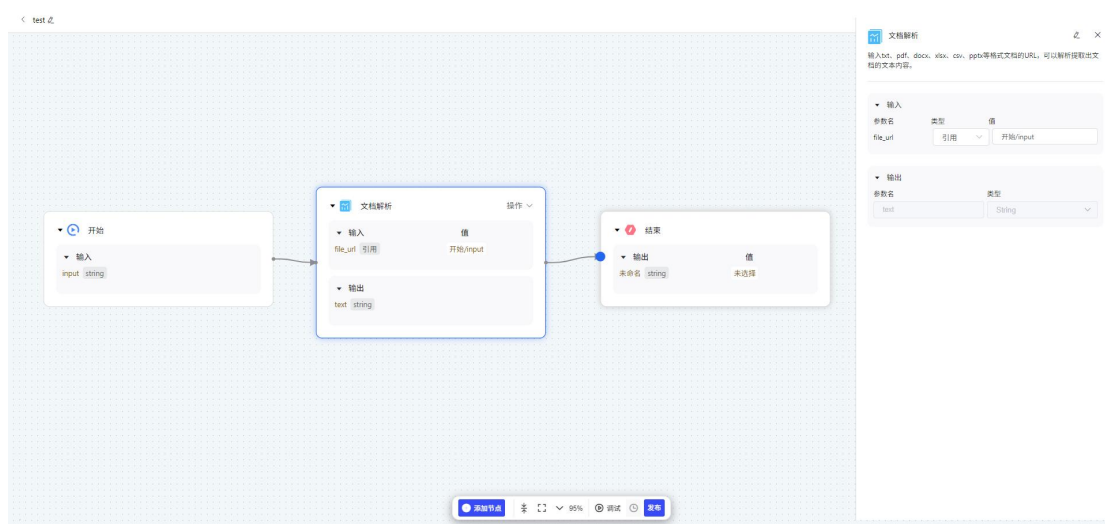 test
开始
输入
input string
文档解析
操作
输入 值
file_url 引用 开始/input
输出
text string
结束
输出 值
未命名 string 未选择
添加节点
95%
调试
发布
文档解析
输入txt、pdf、docx、xlsx、csv、pptx等格式文档的URL，可以解析提取出文
档的文本内容。
输入
参数名 类型 值
file_url 引用 开始/input
输出
参数名 类型
text String